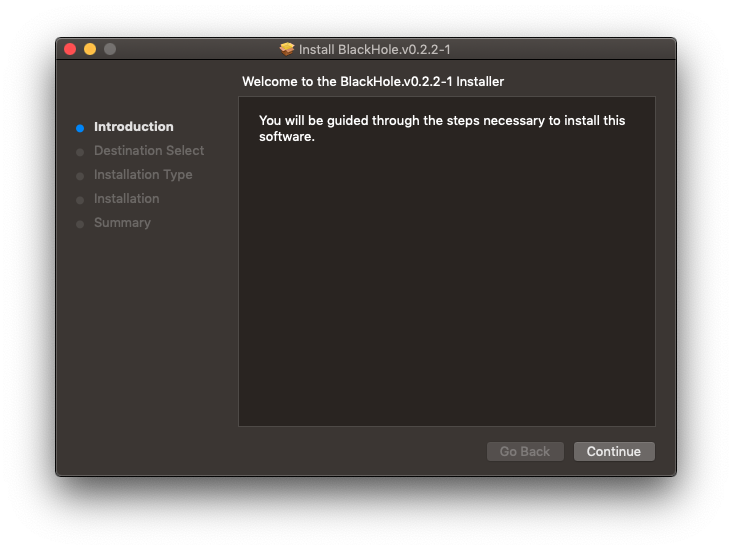 Install BlackHole.v0.2.2-1
Welcome to the BlackHole.v0.2.2-1 Installer
Introduction
Destination Select
Installation Type
Installation
Summary
You will be guided through the steps necessary to install this
software.
Go Back
Continue